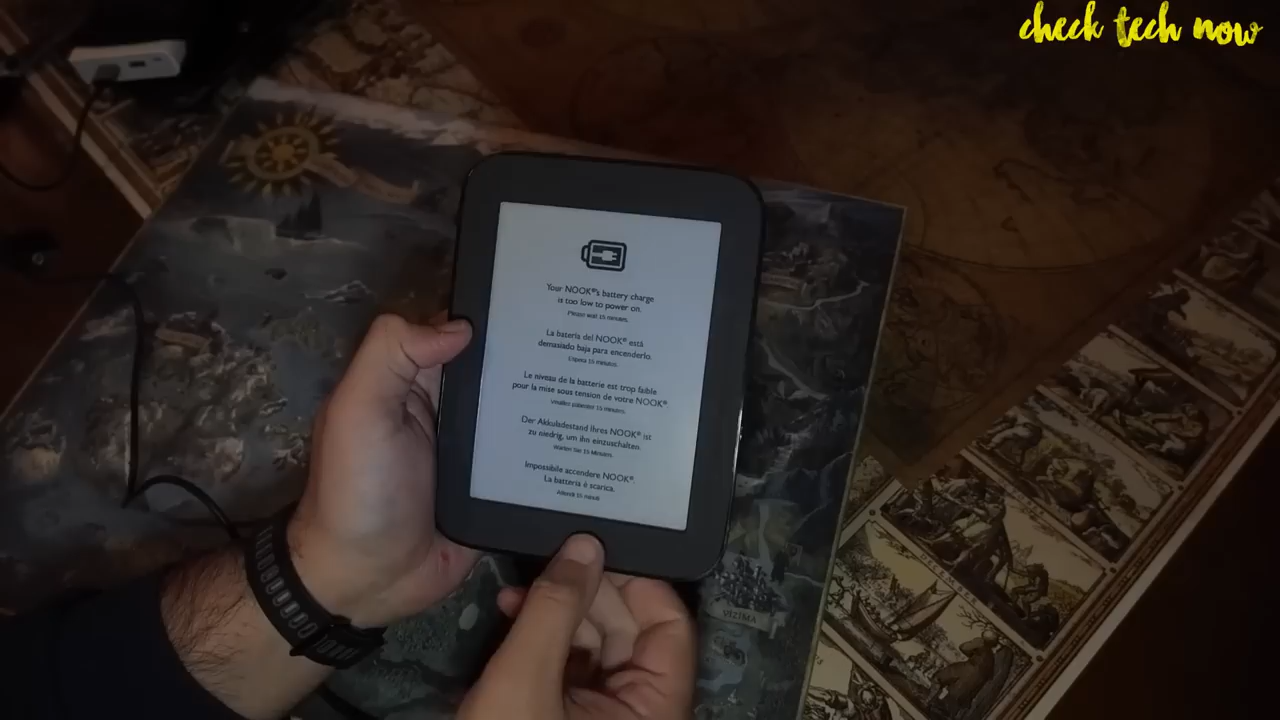 check tech now
Your NOOK®'s battery charge
is too low to power on.
Please wait 15 minutes.
La batería del NOOK® está
demasiado baja para encenderlo.
Espera 15 minutos.
Le niveau de la batterie est trop faible
pour la mise sous tension de votre NOOK®.
Veuillez patienter 15 minutes.
Der Akkuladestand Ihres NOOK® ist
zu niedrig, um ihn einzuschalten.
Warten Sie 15 Minuten.
Impossibile accendere NOOK®.
La batteria è scarica.
Attendi 15 minuti
VIZIMA